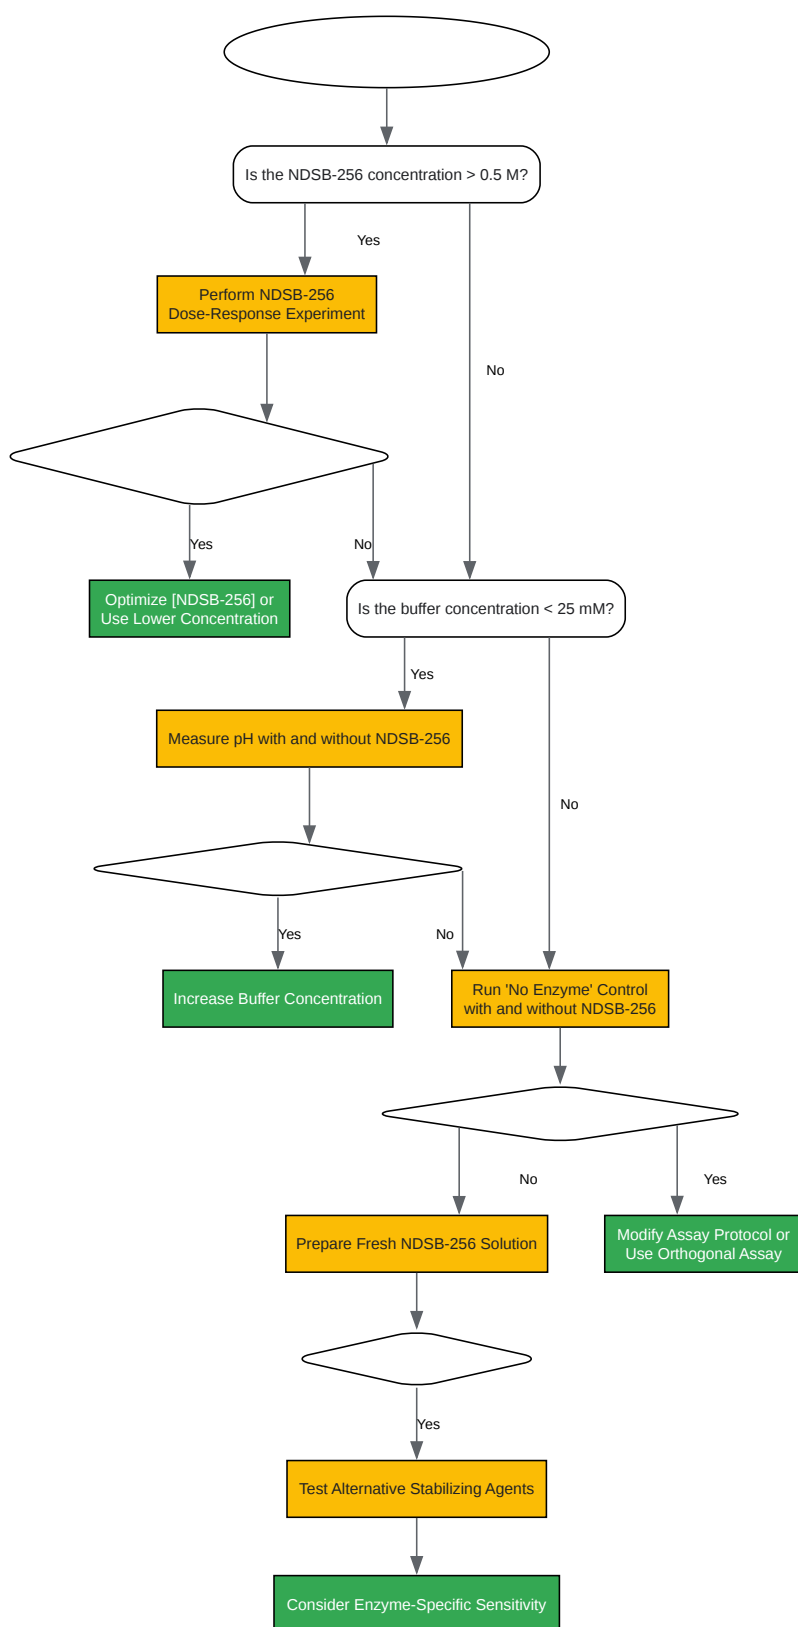 Is the NDSB-256 concentration > 0.5 M?
Yes
Perform NDSB-256
Dose-Response Experiment
No
Yes
No
Optimize [NDSB-256] or
Use Lower Concentration
Is the buffer concentration < 25 mM?
Yes
Measure pH with and without NDSB-256
No
Yes
No
Increase Buffer Concentration
Run 'No Enzyme' Control
with and without NDSB-256
No
Yes
Prepare Fresh NDSB-256 Solution
Modify Assay Protocol or
Use Orthogonal Assay
Yes
Test Alternative Stabilizing Agents
Consider Enzyme-Specific Sensitivity